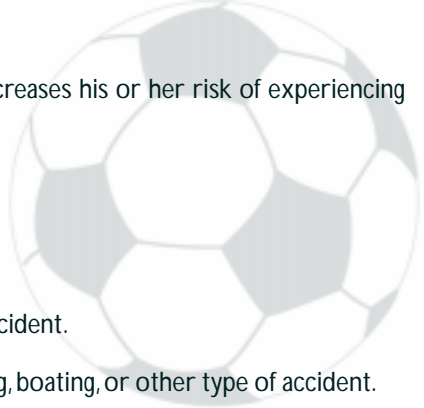 creases his or her risk of experiencing
cident.
g, boating, or other type of accident.